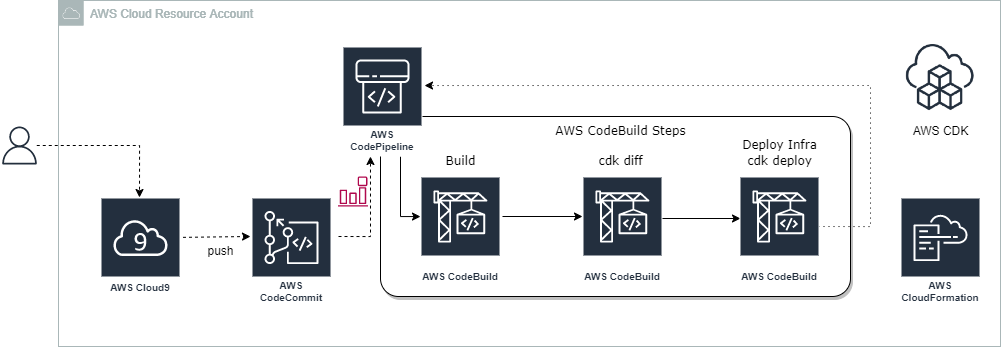 AWS Cloud Resource Account
AWS
CodePipeline
AWS CodeBuild Steps
AWS CDK
Build
cdk diff
Deploy Infra
cdk deploy
9
push
AWS Cloud9
AWS
CodeCommit
AWS CodeBuild
AWS CodeBuild
AWS CodeBuild
AWS
CloudFormation